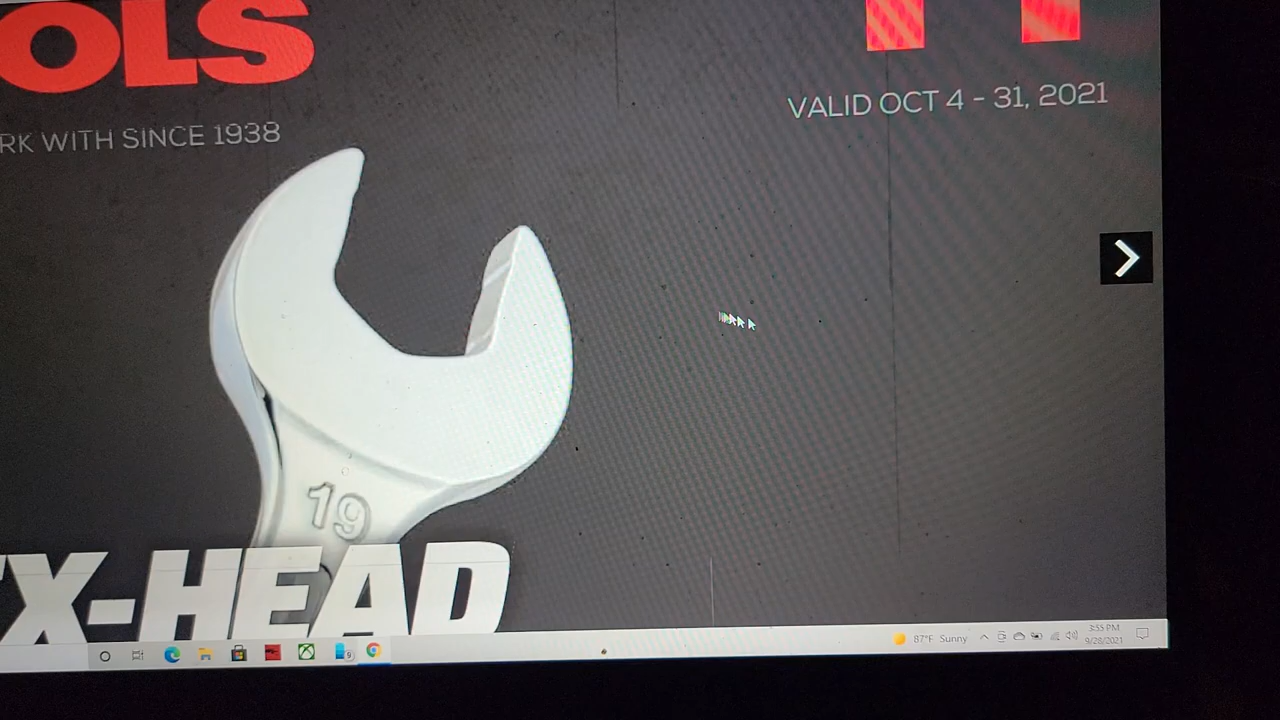 OLS
RK WITH SINCE 1938
VALID OCT 4 - 31, 2021
19
X-HEAD
87°F Sunny
3:55 PM
9/28/2021
9